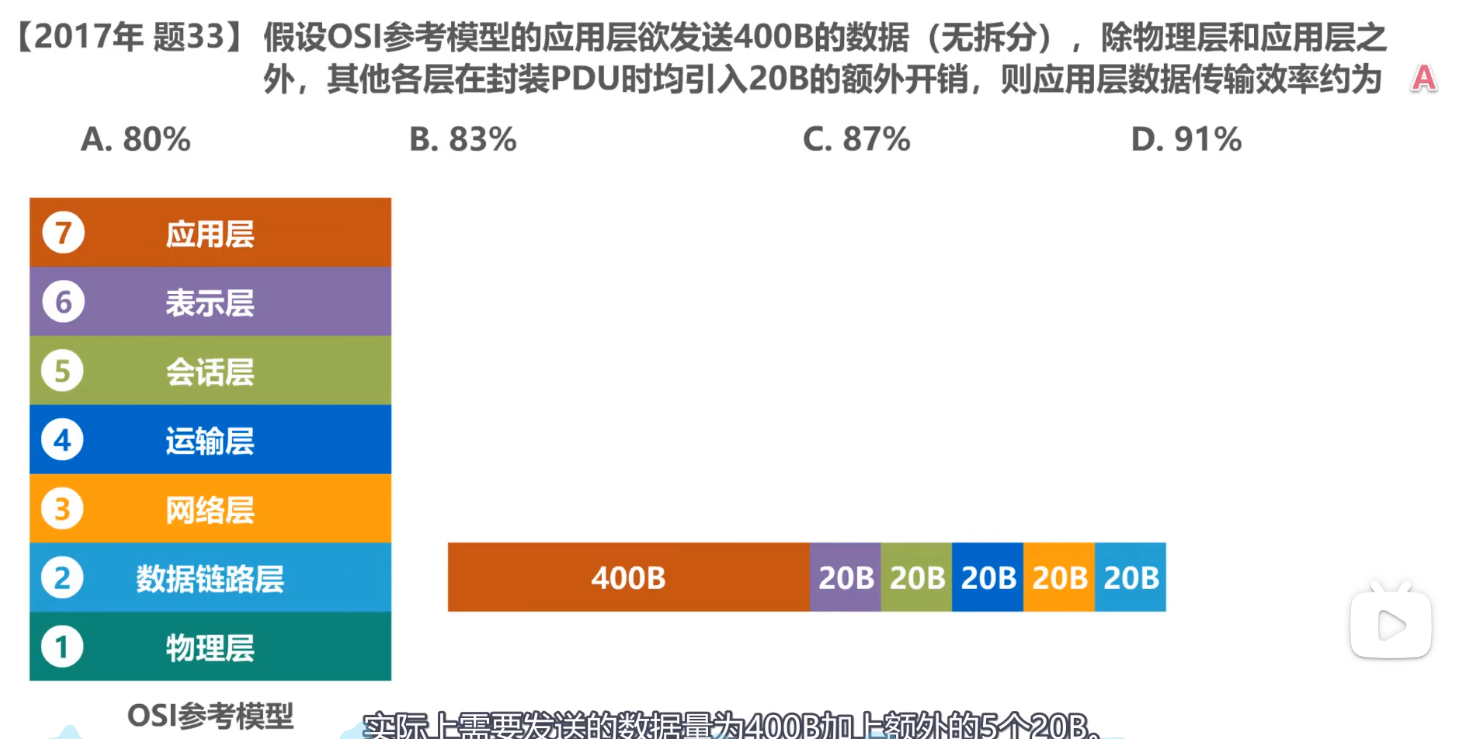 【2017年 题33】 假设OSI参考模型的应用层欲发送400B的数据（无拆分），除物理层和应用层之
外，其他各层在封装PDU时均引入20B的额外开销，则应用层数据传输效率约为 A
A. 80% B. 83% C. 87% D. 91%
7 应用层
6 表示层
5 会话层
4 运输层
3 网络层
2 数据链路层 400B 20B 20B 20B 20B 20B
1 物理层
OSI参考模型
实际上需要发送的数据量为400B加上额外的5个20B。